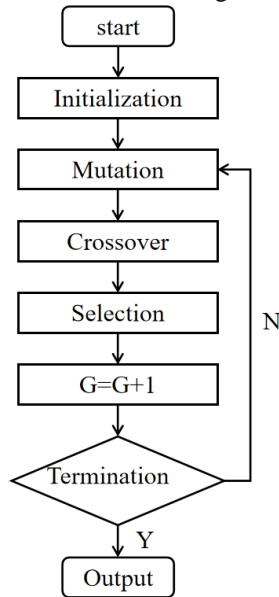 start
Initialization
Mutation
Crossover
Selection
N
G=G+1
Termination
Y
Output